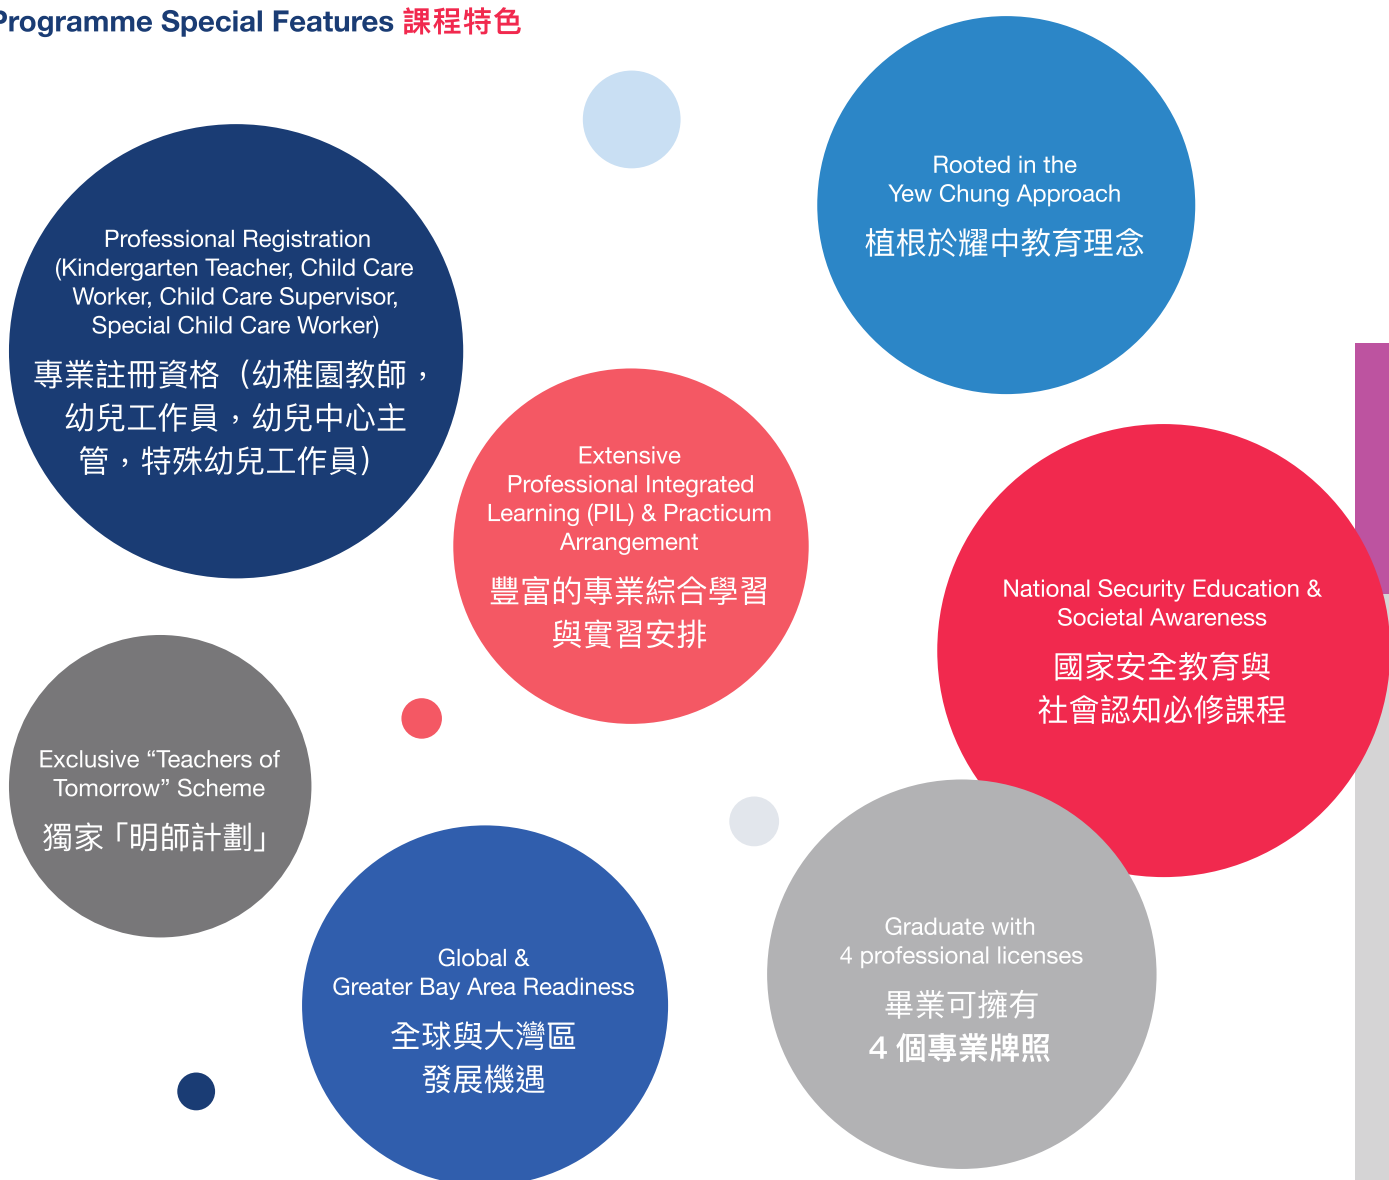 Programme Special Features 課程特色
Rooted in the
Yew Chung Approach
植根於耀中教育理念
Professional Registration
(Kindergarten Teacher, Child Care
Worker, Child Care Supervisor,
Special Child Care Worker)
專業註冊資格（幼稚園教師，
幼兒工作員，幼兒中心主
管，特殊幼兒工作員）
Extensive
Professional Integrated
Learning (PIL) & Practicum
Arrangement
豐富的專業綜合學習
與實習安排
National Security Education &
Societal Awareness
國家安全教育與
社會認知必修課程
Exclusive “Teachers of
Tomorrow” Scheme
獨家「明師計劃」
Global &
Greater Bay Area Readiness
全球與大灣區
發展機遇
Graduate with
4 professional licenses
畢業可擁有
4 個專業牌照